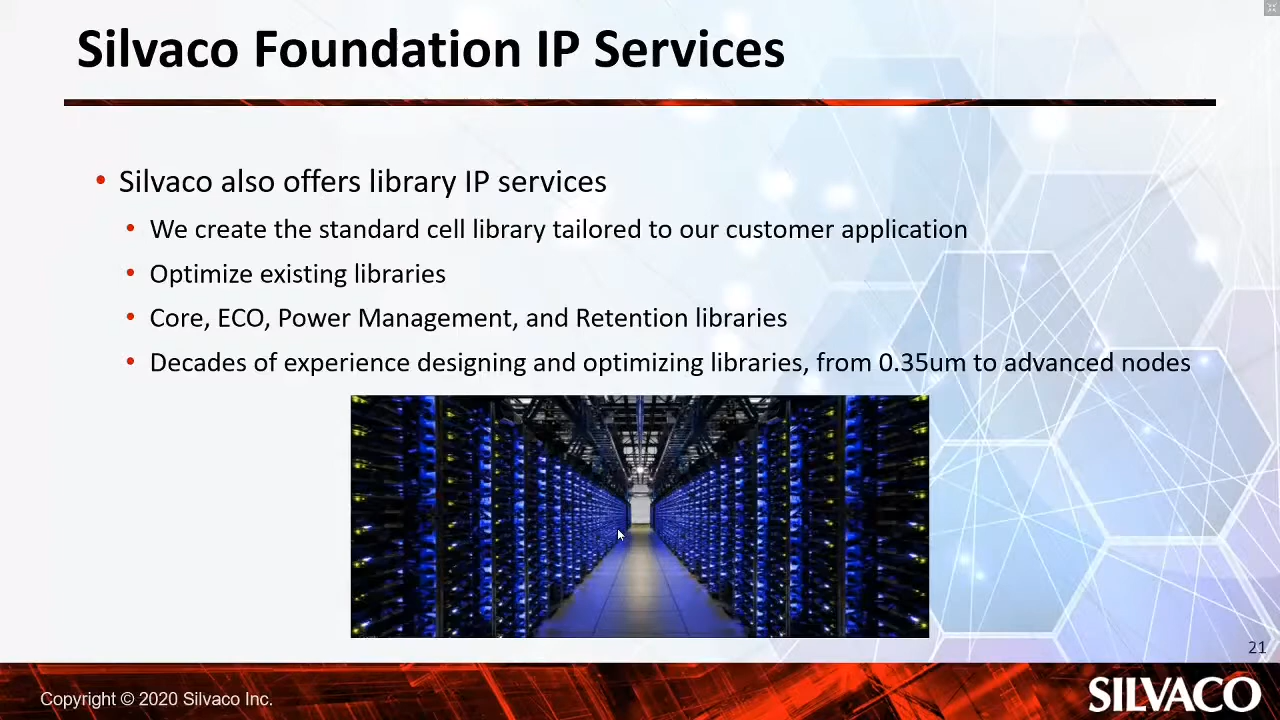 Silvaco Foundation IP Services
• Silvaco also offers library IP services
• We create the standard cell library tailored to our customer application
• Optimize existing libraries
• Core, ECO, Power Management, and Retention libraries
• Decades of experience designing and optimizing libraries, from 0.35um to advanced nodes
21
Copyright © 2020 Silvaco Inc.
SILVACO